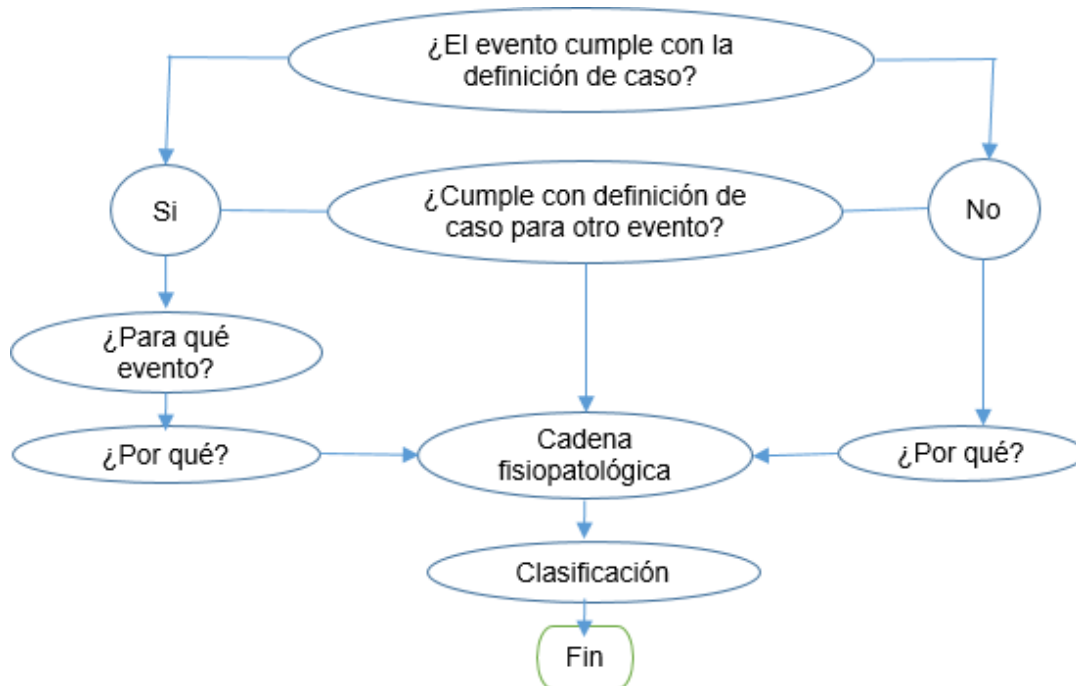 ¿El evento cumple con la
definición de caso?
Si
¿Cumple con definición de
caso para otro evento?
No
¿Para qué
evento?
¿Por qué?
Cadena
fisiopatológica
¿Por qué?
Clasificación
Fin